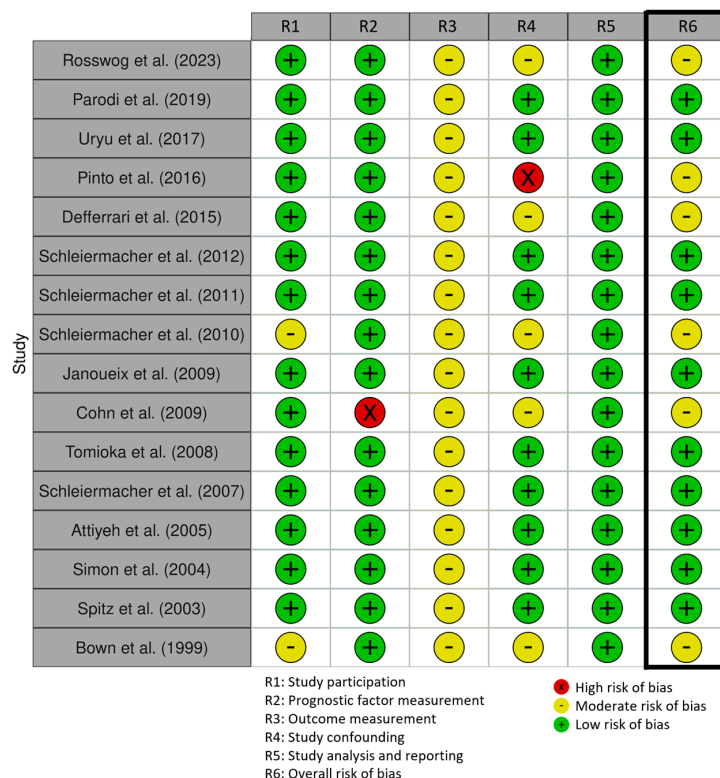 R1 R2 R3 R4 R5 R6
Rosswog et al. (2023) + + - - + -
Parodi et al. (2019) + + - + + +
Uryu et al. (2017) + + - + + +
Pinto et al. (2016) + + - X + -
Defferrari et al. (2015) + + - - + -
Schleiermacher et al. (2012) + + - + + +
Schleiermacher et al. (2011) + + - + + +
Schleiermacher et al. (2010) - + - - + -
Janoueix et al. (2009) + + - + + +
Cohn et al. (2009) + X - - + -
Tomioka et al. (2008) + + - + + +
Schleiermacher et al. (2007) + + - + + +
Attiyeh et al. (2005) + + - + + +
Simon et al. (2004) + + - + + +
Spitz et al. (2003) + + - + + +
Bown et al. (1999) - + - - + -
Study
R1: Study participation
R2: Prognostic factor measurement
R3: Outcome measurement
R4: Study confounding
R5: Study analysis and reporting
R6: Overall risk of bias
X High risk of bias
- Moderate risk of bias
+ Low risk of bias